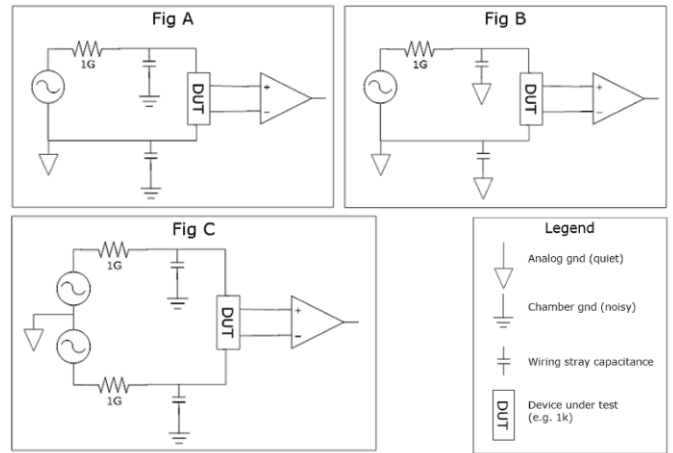 Fig A
1G
DUT
+
−
Fig B
1G
DUT
+
−
Fig C
1G
DUT
+
−
1G
Legend
Analog gnd (quiet)
Chamber gnd (noisy)
Wiring stray capacitance
DUT
Device under test
(e.g. 1k)